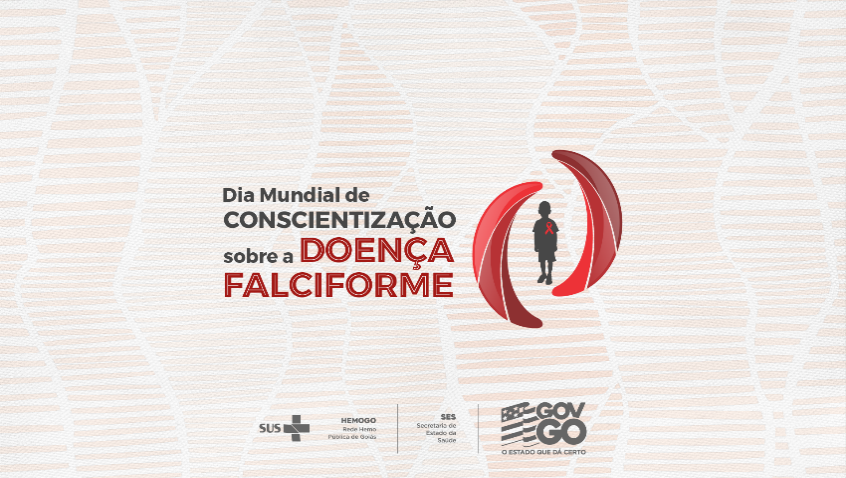 Dia Mundial de
CONSCIENTIZAÇÃO
sobre a DOENÇA
FALCIFORME
SUS
HEMOGO
Rede Hemo
Pública de Goiás
SES
Secretaria de
Estado da
Saúde
GOV
GO
O ESTADO QUE DÁ CERTO